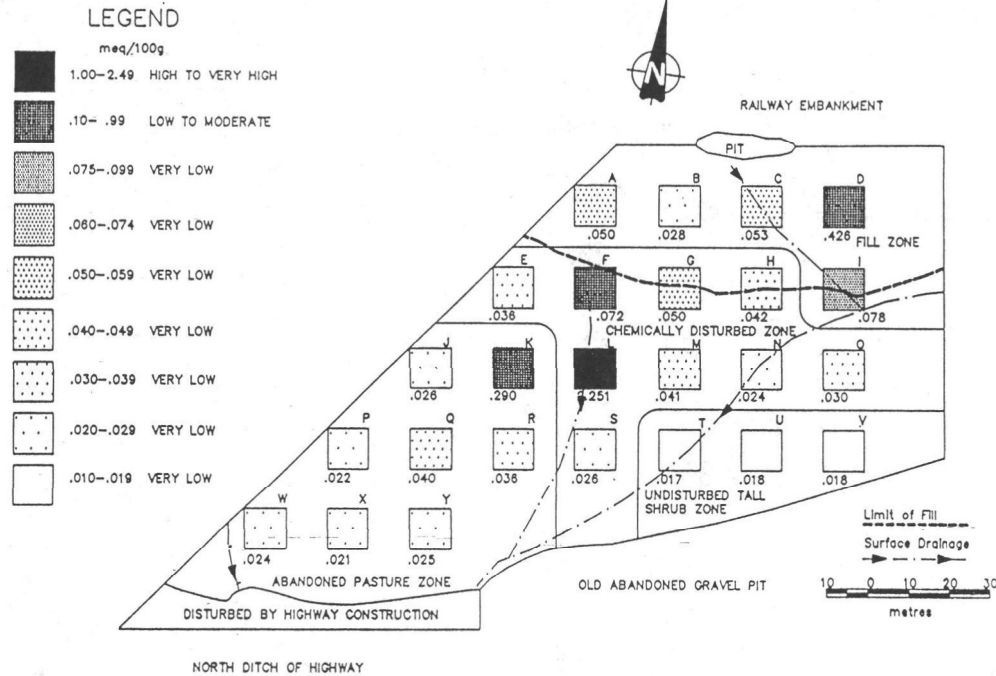 LEGEND
meq/100g
1.00-2.49 HIGH TO VERY HIGH
.10- .99 LOW TO MODERATE
.075-.099 VERY LOW
.060-.074 VERY LOW
.050-.059 VERY LOW
.040-.049 VERY LOW
.030-.039 VERY LOW
.020-.029 VERY LOW
.010-.019 VERY LOW
N
RAILWAY EMBANKMENT
PIT
A B C D
.050 .028 .053 .426
FILL ZONE
E F G H I
.036 .072 .050 .042 .078
CHEMICALLY DISTURBED ZONE
J K L M N O
.026 .290 .251 .041 .024 .030
P Q R S T U V
.022 .040 .036 .026 .017 .018 .018
UNDISTURBED TALL
SHRUB ZONE
W X Y
.024 .021 .025
ABANDONED PASTURE ZONE
DISTURBED BY HIGHWAY CONSTRUCTION
OLD ABANDONED GRAVEL PIT
NORTH DITCH OF HIGHWAY
Limit of Fill
Surface Drainage
10 0 10 20 30
metres